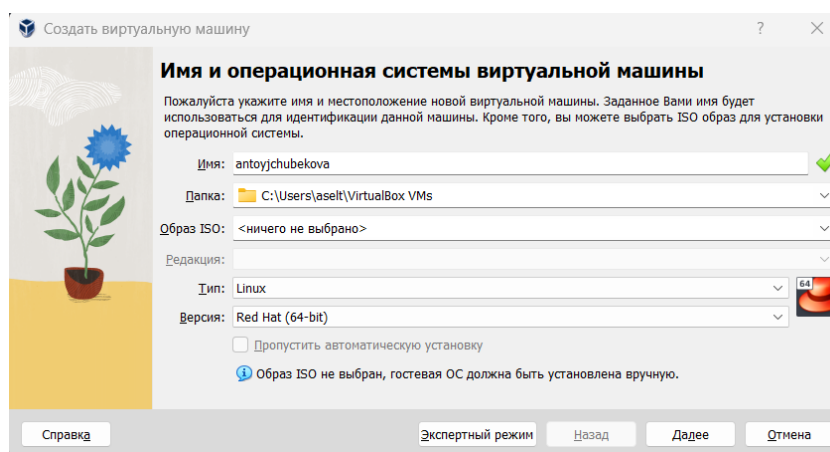 Создать виртуальную машину
?
Имя и операционная системы виртуальной машины
Пожалуйста укажите имя и местоположение новой виртуальной машины. Заданное Вами имя будет
использоваться для идентификации данной машины. Кроме того, вы можете выбрать ISO образ для установки
операционной системы.
Имя: antoyjchubekova
Папка: C:\Users\aselt\VirtualBox VMs
Образ ISO: <ничего не выбрано>
Редакция:
Тип: Linux
64
Версия: Red Hat (64-bit)
Пропустить автоматическую установку
Образ ISO не выбран, гостевая ОС должна быть установлена вручную.
Справка Экспертный режим Назад Далее Отмена